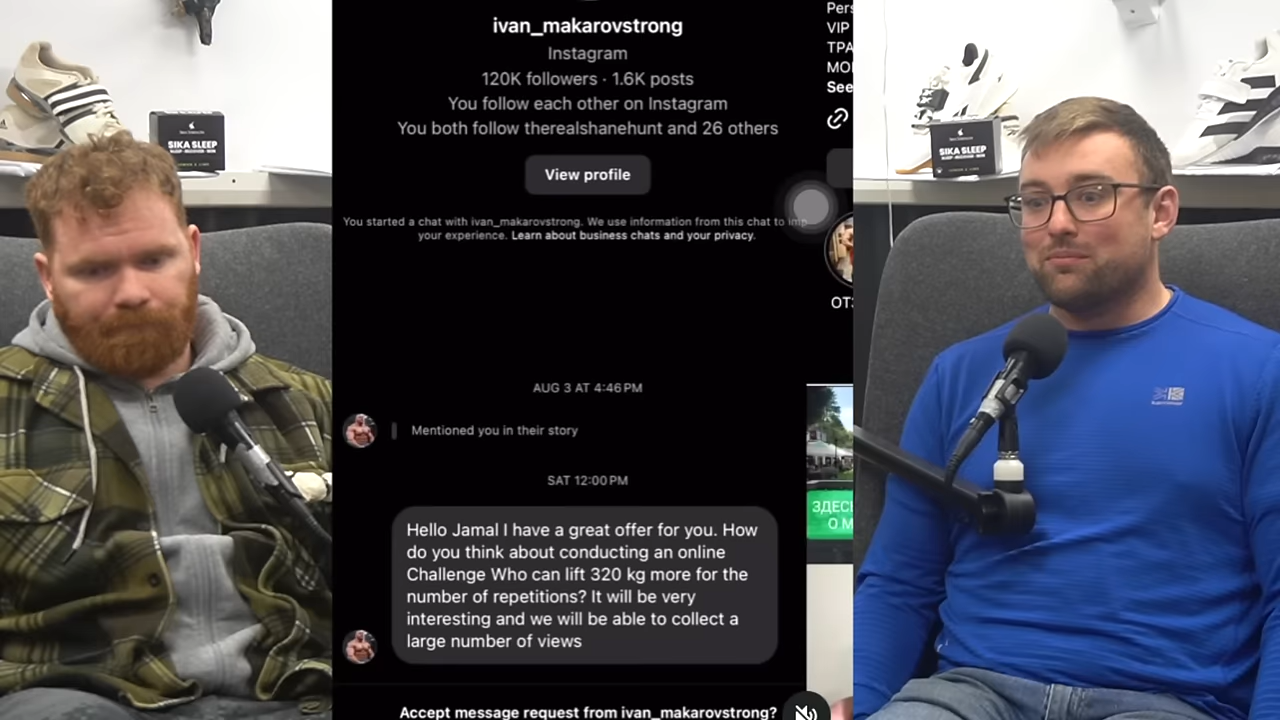 ivan_makarovstrong
Instagram
120K followers · 1.6K posts
You follow each other on Instagram
You both follow therealshanehunt and 26 others
View profile
You started a chat with ivan_makarovstrong. We use information from this chat to imp
your experience. Learn about business chats and your privacy.
AUG 3 AT 4:46 PM
Mentioned you in their story
SAT 12:00 PM
Hello Jamal I have a great offer for you. How
do you think about conducting an online
Challenge Who can lift 320 kg more for the
number of repetitions? It will be very
interesting and we will be able to collect a
large number of views
Accept message request from ivan_makarovstrong?
Pers
VIP
ТРА
МО
See
ОТЗ
ЗДЕС
О М
SIKA SLEEP
SIKA SLEEP